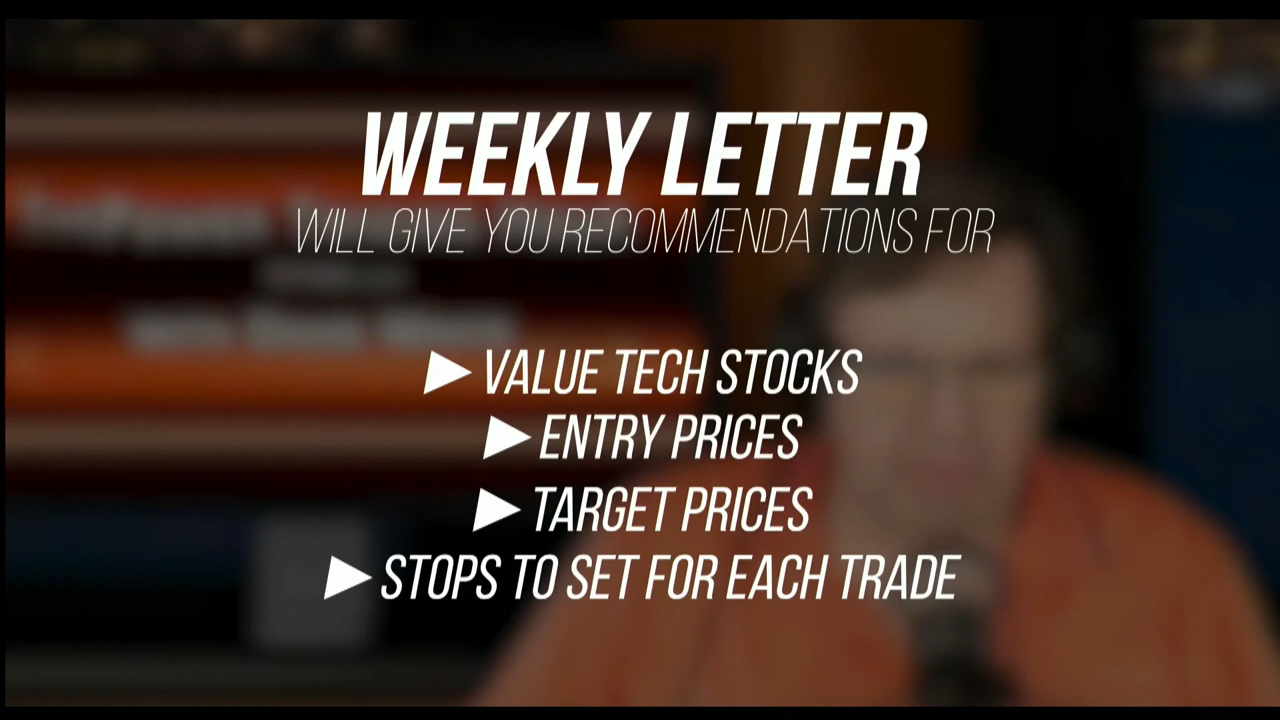 WEEKLY LETTER
WILL GIVE YOU RECOMMENDATIONS FOR
▶ VALUE TECH STOCKS
▶ ENTRY PRICES
▶ TARGET PRICES
▶ STOPS TO SET FOR EACH TRADE